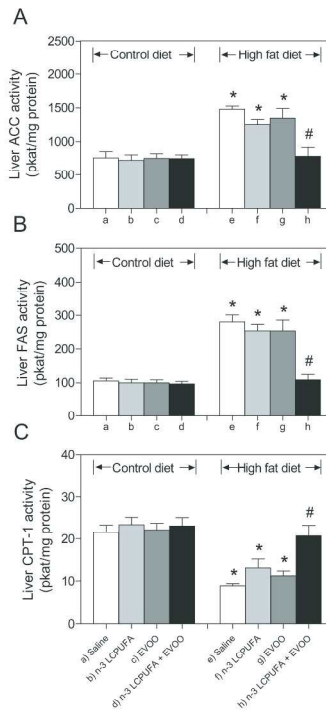 A
Liver ACC activity
(pkat/mg protein)
2500
2000
1500
1000
500
0
Control diet
High fat diet
* * * #
a b c d e f g h
B
Liver FAS activity
(pkat/mg protein)
500
400
300
200
100
0
Control diet
High fat diet
* * * #
a b c d e f g h
C
Liver CPT-1 activity
(pkat/mg protein)
40
30
20
10
0
Control diet
High fat diet
* * * #
a) Saline
b) n-3 LCPUFA
c) EVOO
d) n-3 LCPUFA + EVOO
e) Saline
f) n-3 LCPUFA
g) EVOO
h) n-3 LCPUFA + EVOO